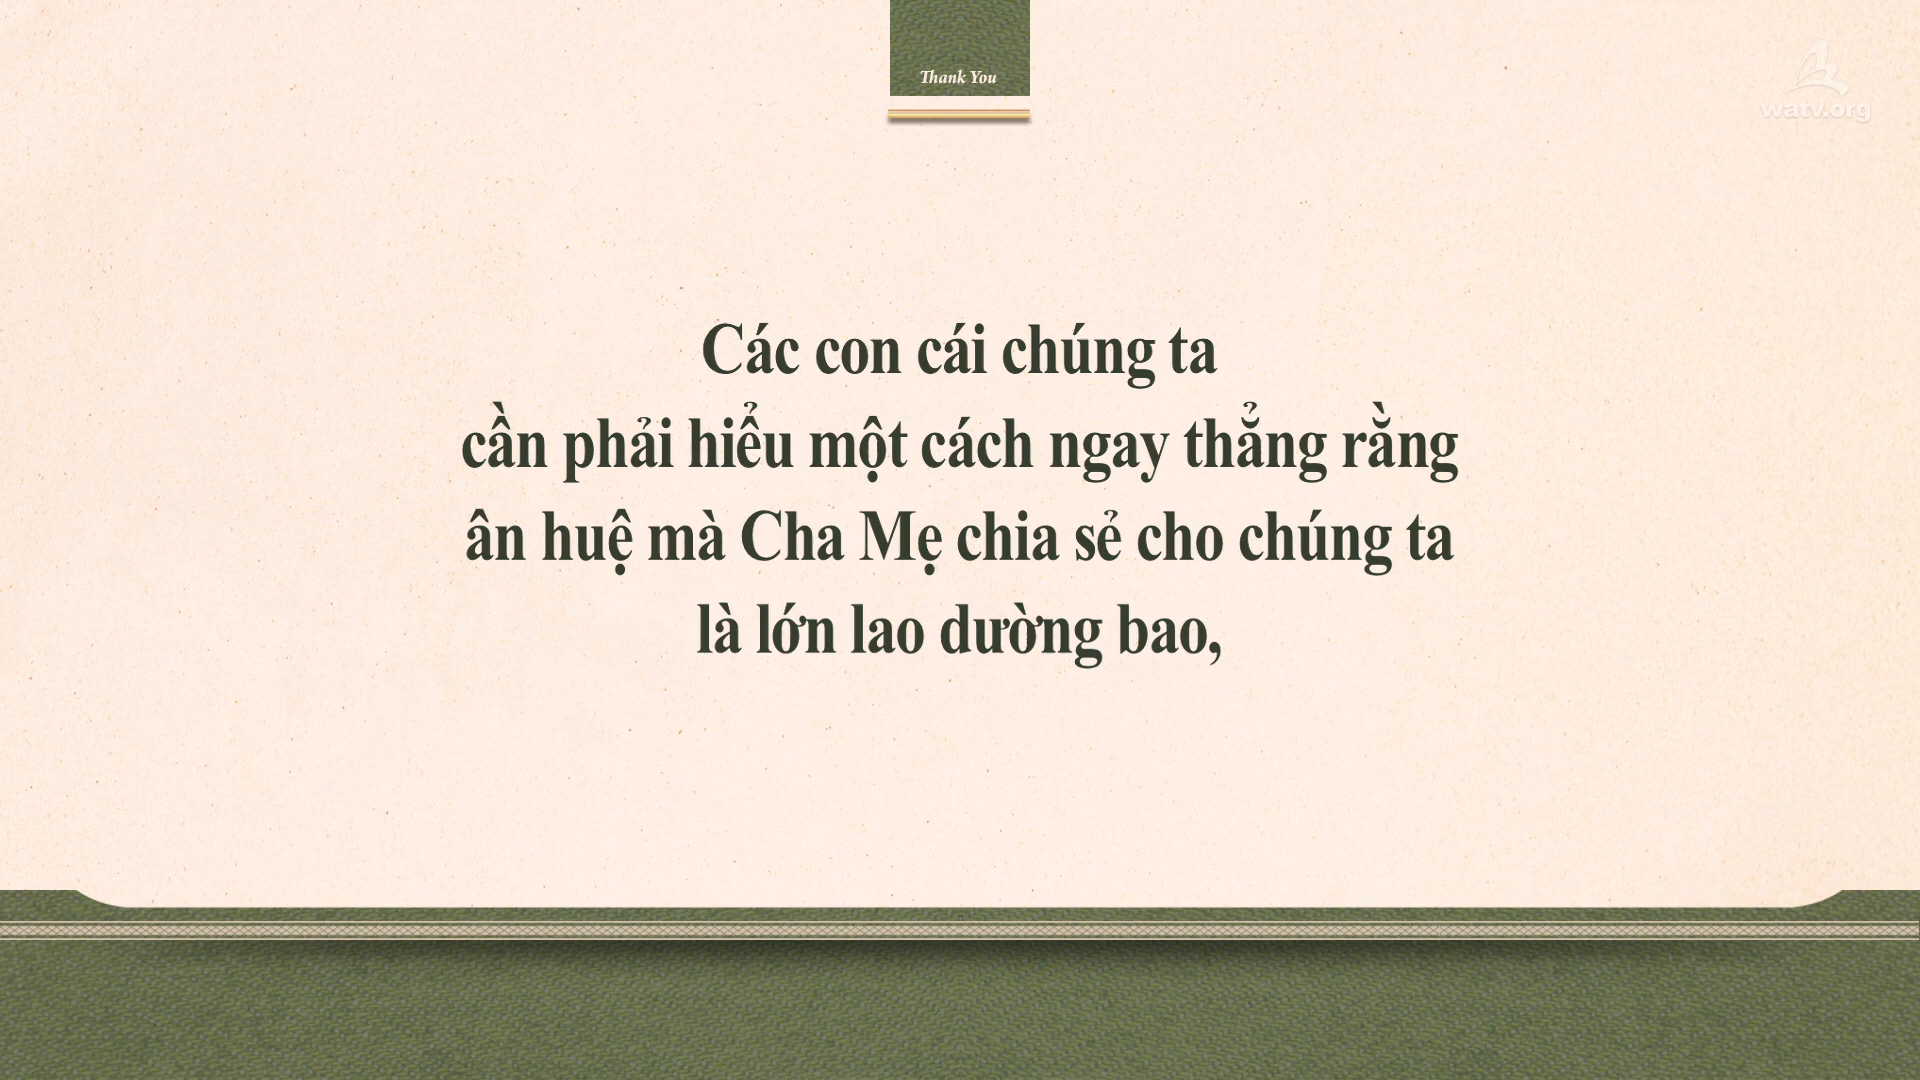 Thank You
watv.org
Các con cái chúng ta
cần phải hiểu một cách ngay thẳng rằng
ân huệ mà Cha Mẹ chia sẻ cho chúng ta
là lớn lao dường bao,